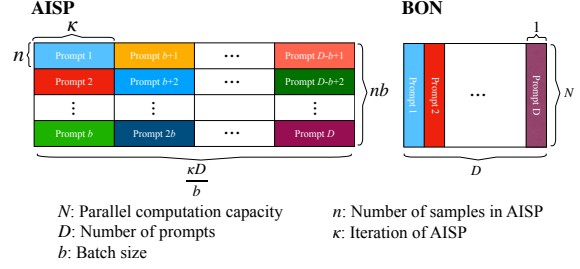 AISP
BON
κ
n
Prompt 1
Prompt b+1
...
Prompt D-b+1
Prompt 2
Prompt b+2
...
Prompt D-b+2
⋮
⋮
⋮
Prompt b
Prompt 2b
...
Prompt D
nb
κD
b
1
Prompt 1
Prompt 2
...
Prompt D
N
D
N: Parallel computation capacity
D: Number of prompts
b: Batch size
n: Number of samples in AISP
κ: Iteration of AISP